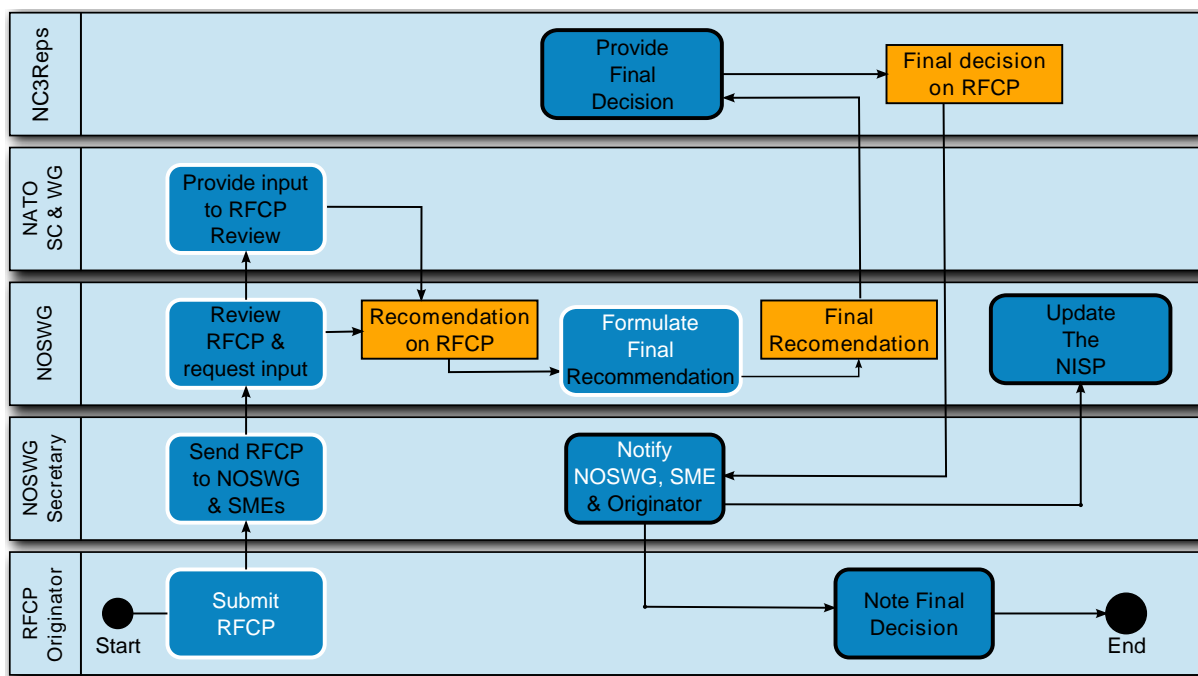 NC3Reps
Provide
Final
Decision
Final decision
on RFCP
NATO
SC & WG
Provide input
to RFCP
Review
NOSWG
Review
RFCP &
request input
Recomendation
on RFCP
Formulate
Final
Recommendation
Final
Recomendation
Update
The
NISP
NOSWG
Secretary
Send RFCP
to NOSWG
& SMEs
Notify
NOSWG, SME
& Originator
RFCP
Originator
Start
Submit
RFCP
Note Final
Decision
End